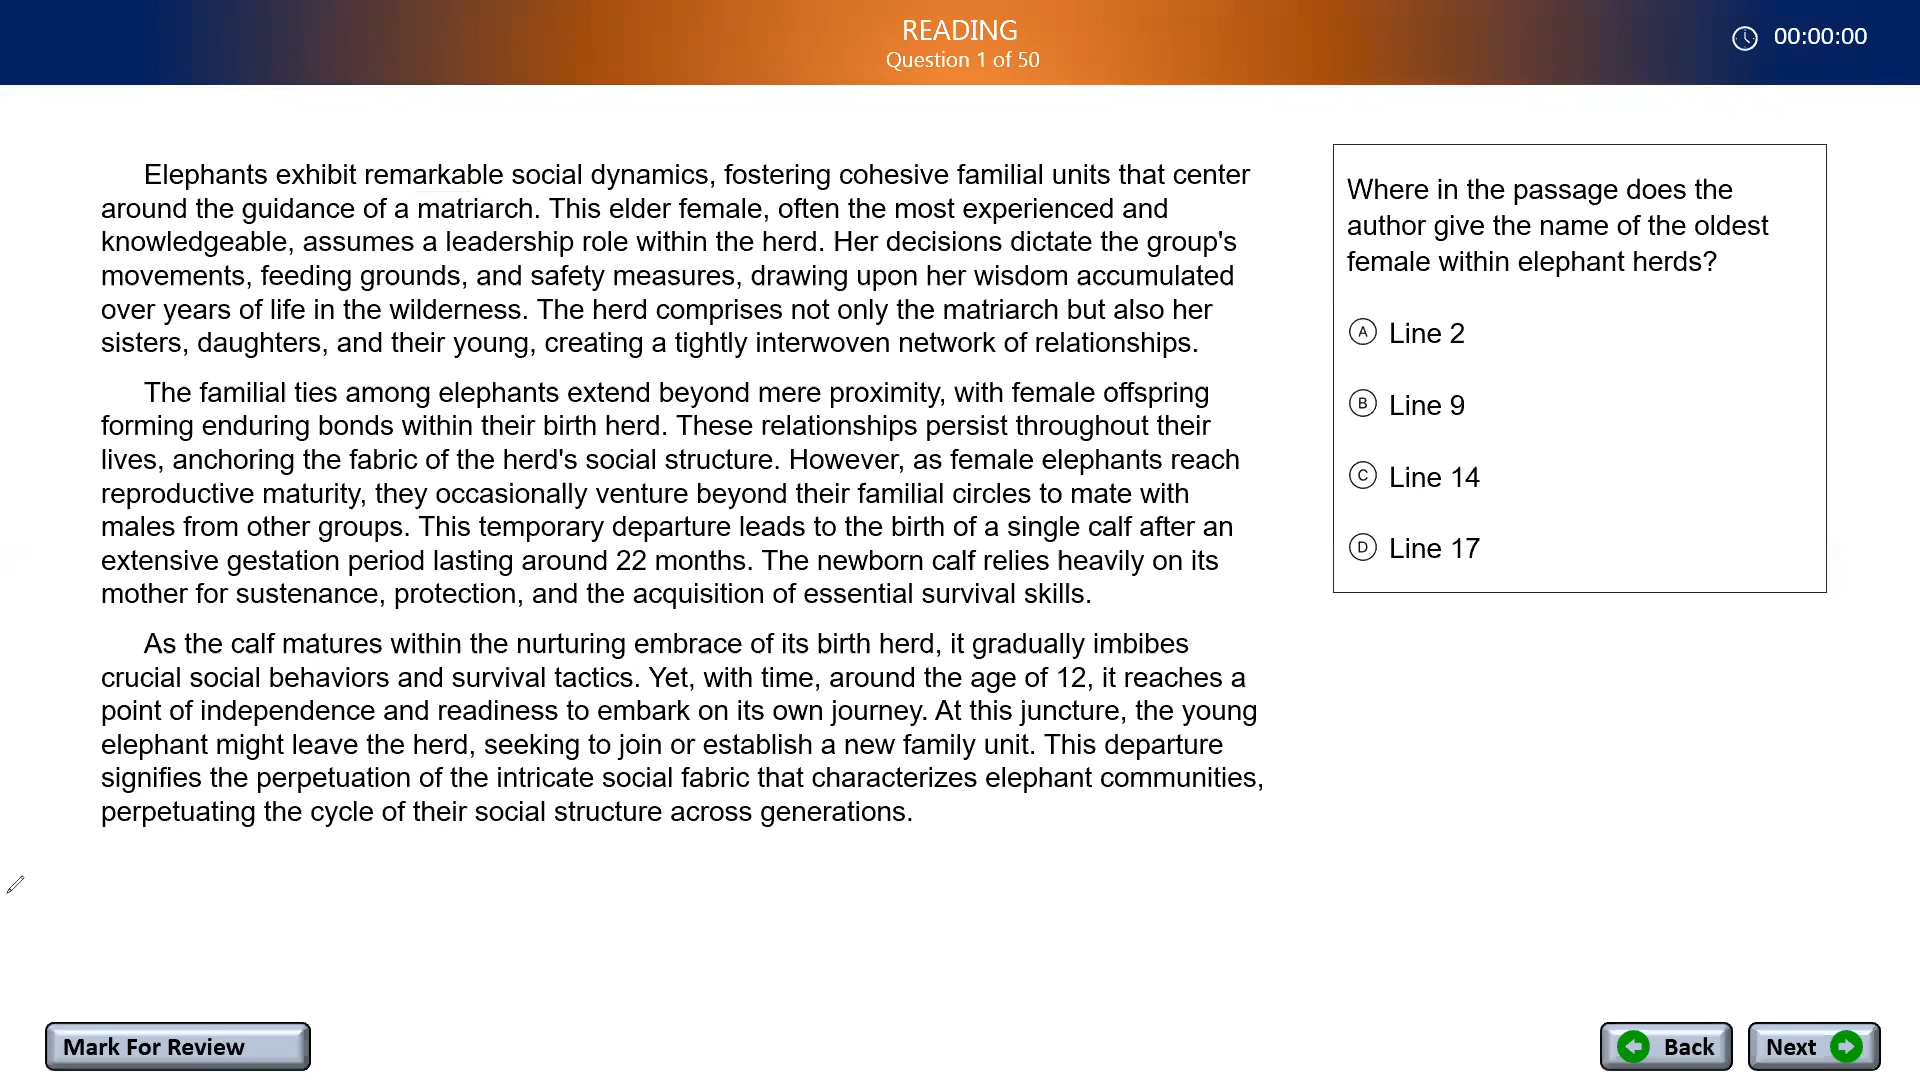 READING
Question 1 of 50
00:00:00
Elephants exhibit remarkable social dynamics, fostering cohesive familial units that center
around the guidance of a matriarch. This elder female, often the most experienced and
knowledgeable, assumes a leadership role within the herd. Her decisions dictate the group's
movements, feeding grounds, and safety measures, drawing upon her wisdom accumulated
over years of life in the wilderness. The herd comprises not only the matriarch but also her
sisters, daughters, and their young, creating a tightly interwoven network of relationships.
The familial ties among elephants extend beyond mere proximity, with female offspring
forming enduring bonds within their birth herd. These relationships persist throughout their
lives, anchoring the fabric of the herd's social structure. However, as female elephants reach
reproductive maturity, they occasionally venture beyond their familial circles to mate with
males from other groups. This temporary departure leads to the birth of a single calf after an
extensive gestation period lasting around 22 months. The newborn calf relies heavily on its
mother for sustenance, protection, and the acquisition of essential survival skills.
As the calf matures within the nurturing embrace of its birth herd, it gradually imbibes
crucial social behaviors and survival tactics. Yet, with time, around the age of 12, it reaches a
point of independence and readiness to embark on its own journey. At this juncture, the young
elephant might leave the herd, seeking to join or establish a new family unit. This departure
signifies the perpetuation of the intricate social fabric that characterizes elephant communities,
perpetuating the cycle of their social structure across generations.
Where in the passage does the
author give the name of the oldest
female within elephant herds?
A Line 2
B Line 9
C Line 14
D Line 17
Mark For Review
Back
Next